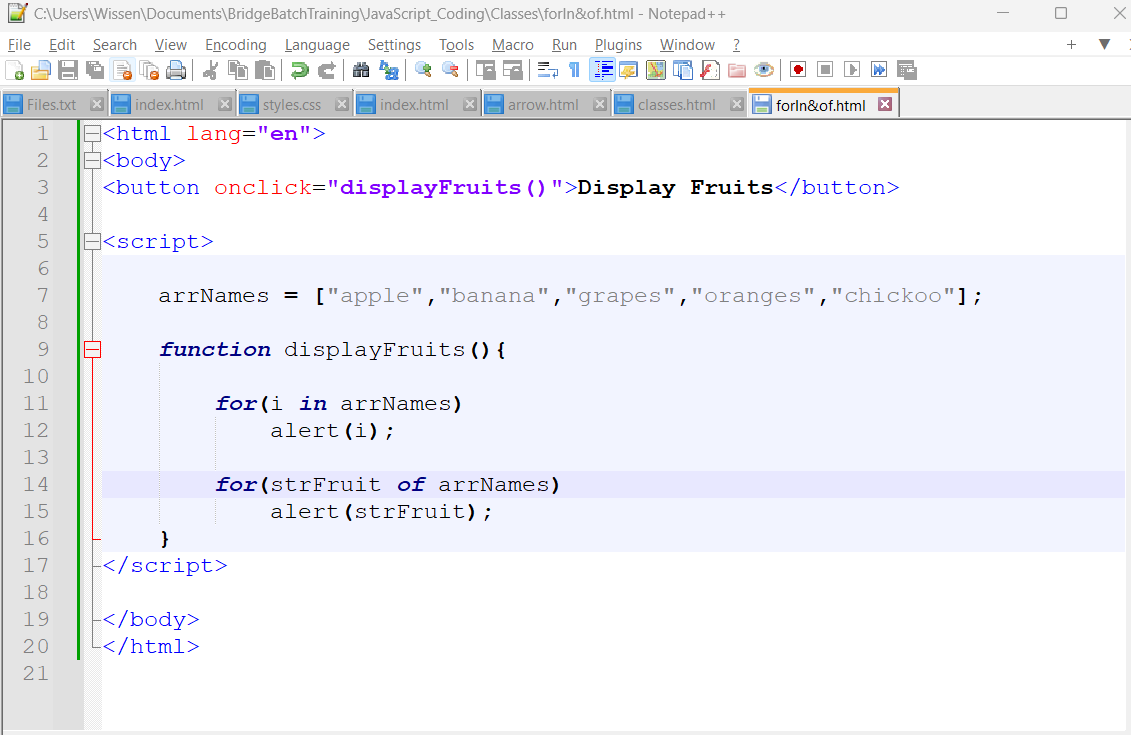 C:\Users\Wissen\Documents\BridgeBatchTraining\JavaScript_Coding\Classes\forIn&of.html - Notepad++
File Edit Search View Encoding Language Settings Tools Macro Run Plugins Window ?
Files.txt index.html styles.css index.html arrow.html classes.html forIn&of.html
1 <html lang="en">
2 <body>
3 <button onclick="displayFruits()">Display Fruits</button>
4
5 <script>
6
7     arrNames = ["apple","banana","grapes","oranges","chickoo"];
8
9     function displayFruits(){
10
11         for(i in arrNames)
12             alert(i);
13
14         for(strFruit of arrNames)
15             alert(strFruit);
16     }
17 </script>
18
19 </body>
20 </html>
21